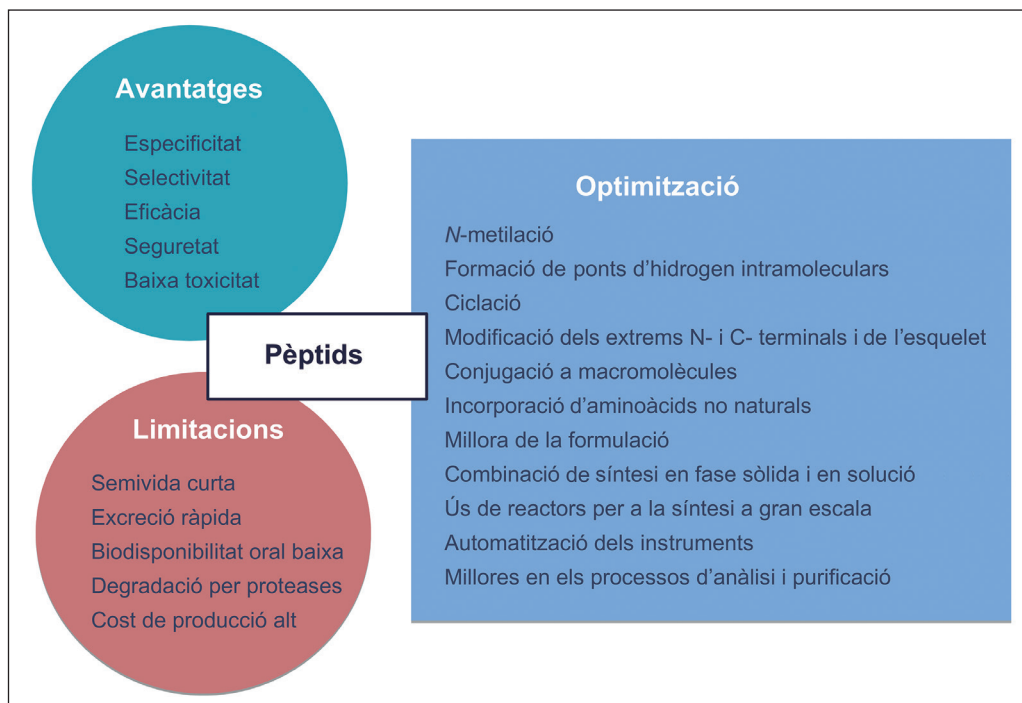 Avantatges
Especificitat
Selectivitat
Eficàcia
Seguretat
Baixa toxicitat
Pèptids
Limitacions
Semivida curta
Excreció ràpida
Biodisponibilitat oral baixa
Degradació per proteases
Cost de producció alt
Optimització
N-metilació
Formació de ponts d’hidrogen intramoleculars
Ciclació
Modificació dels extrems N- i C- terminals i de l’esquelet
Conjugació a macromolècules
Incorporació d’aminoàcids no naturals
Millora de la formulació
Combinació de síntesi en fase sòlida i en solució
Ús de reactors per a la síntesi a gran escala
Automatització dels instruments
Millores en els processos d’anàlisi i purificació